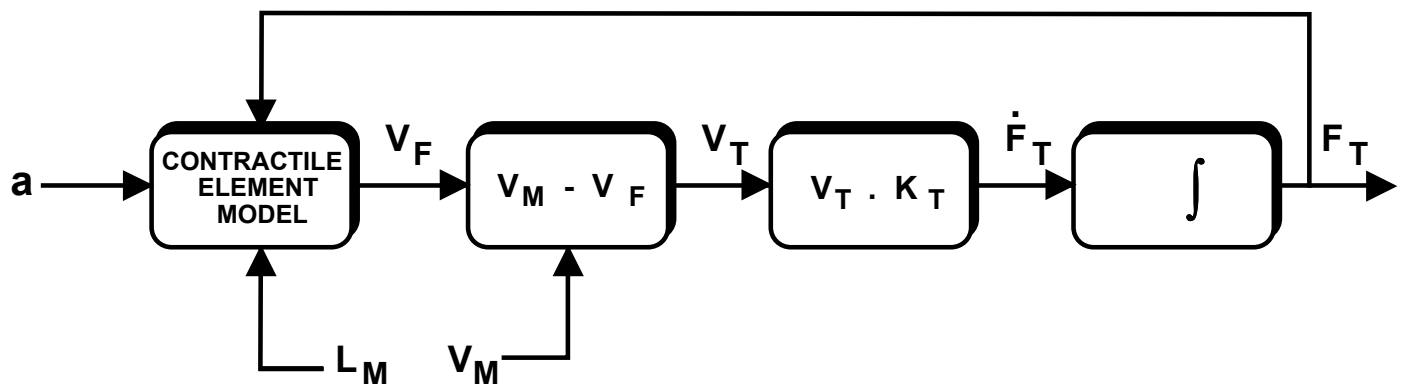 a
CONTRACTILE
ELEMENT
MODEL
V_F
V_M - V_F
V_T
V_T . K_T
Ḟ_T
∫
F_T
L_M
V_M